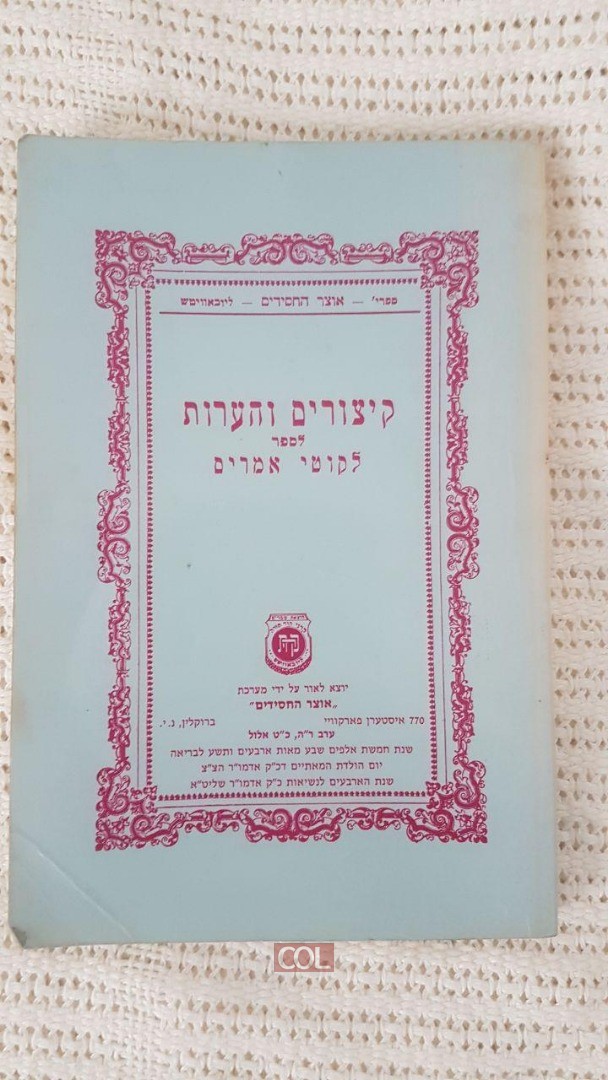 ספרי' — אוצר החסידים — ליובאוויטש
קיצורים והערות
לספר
לקוטי אמרים
קה"ת
יוצא לאור על ידי מערכת
„אוצר החסידים"
770 איסטערן פארקוויי ברוקלין, נ.י.
ערב ר"ה, כ"ט אלול
שנת חמשת אלפים שבע מאות ארבעים ותשע לבריאה
יום הולדת המאתיים דכ"ק אדמו"ר הצ"צ
שנת הארבעים לנשיאות כ"ק אדמו"ר שליט"א
COL